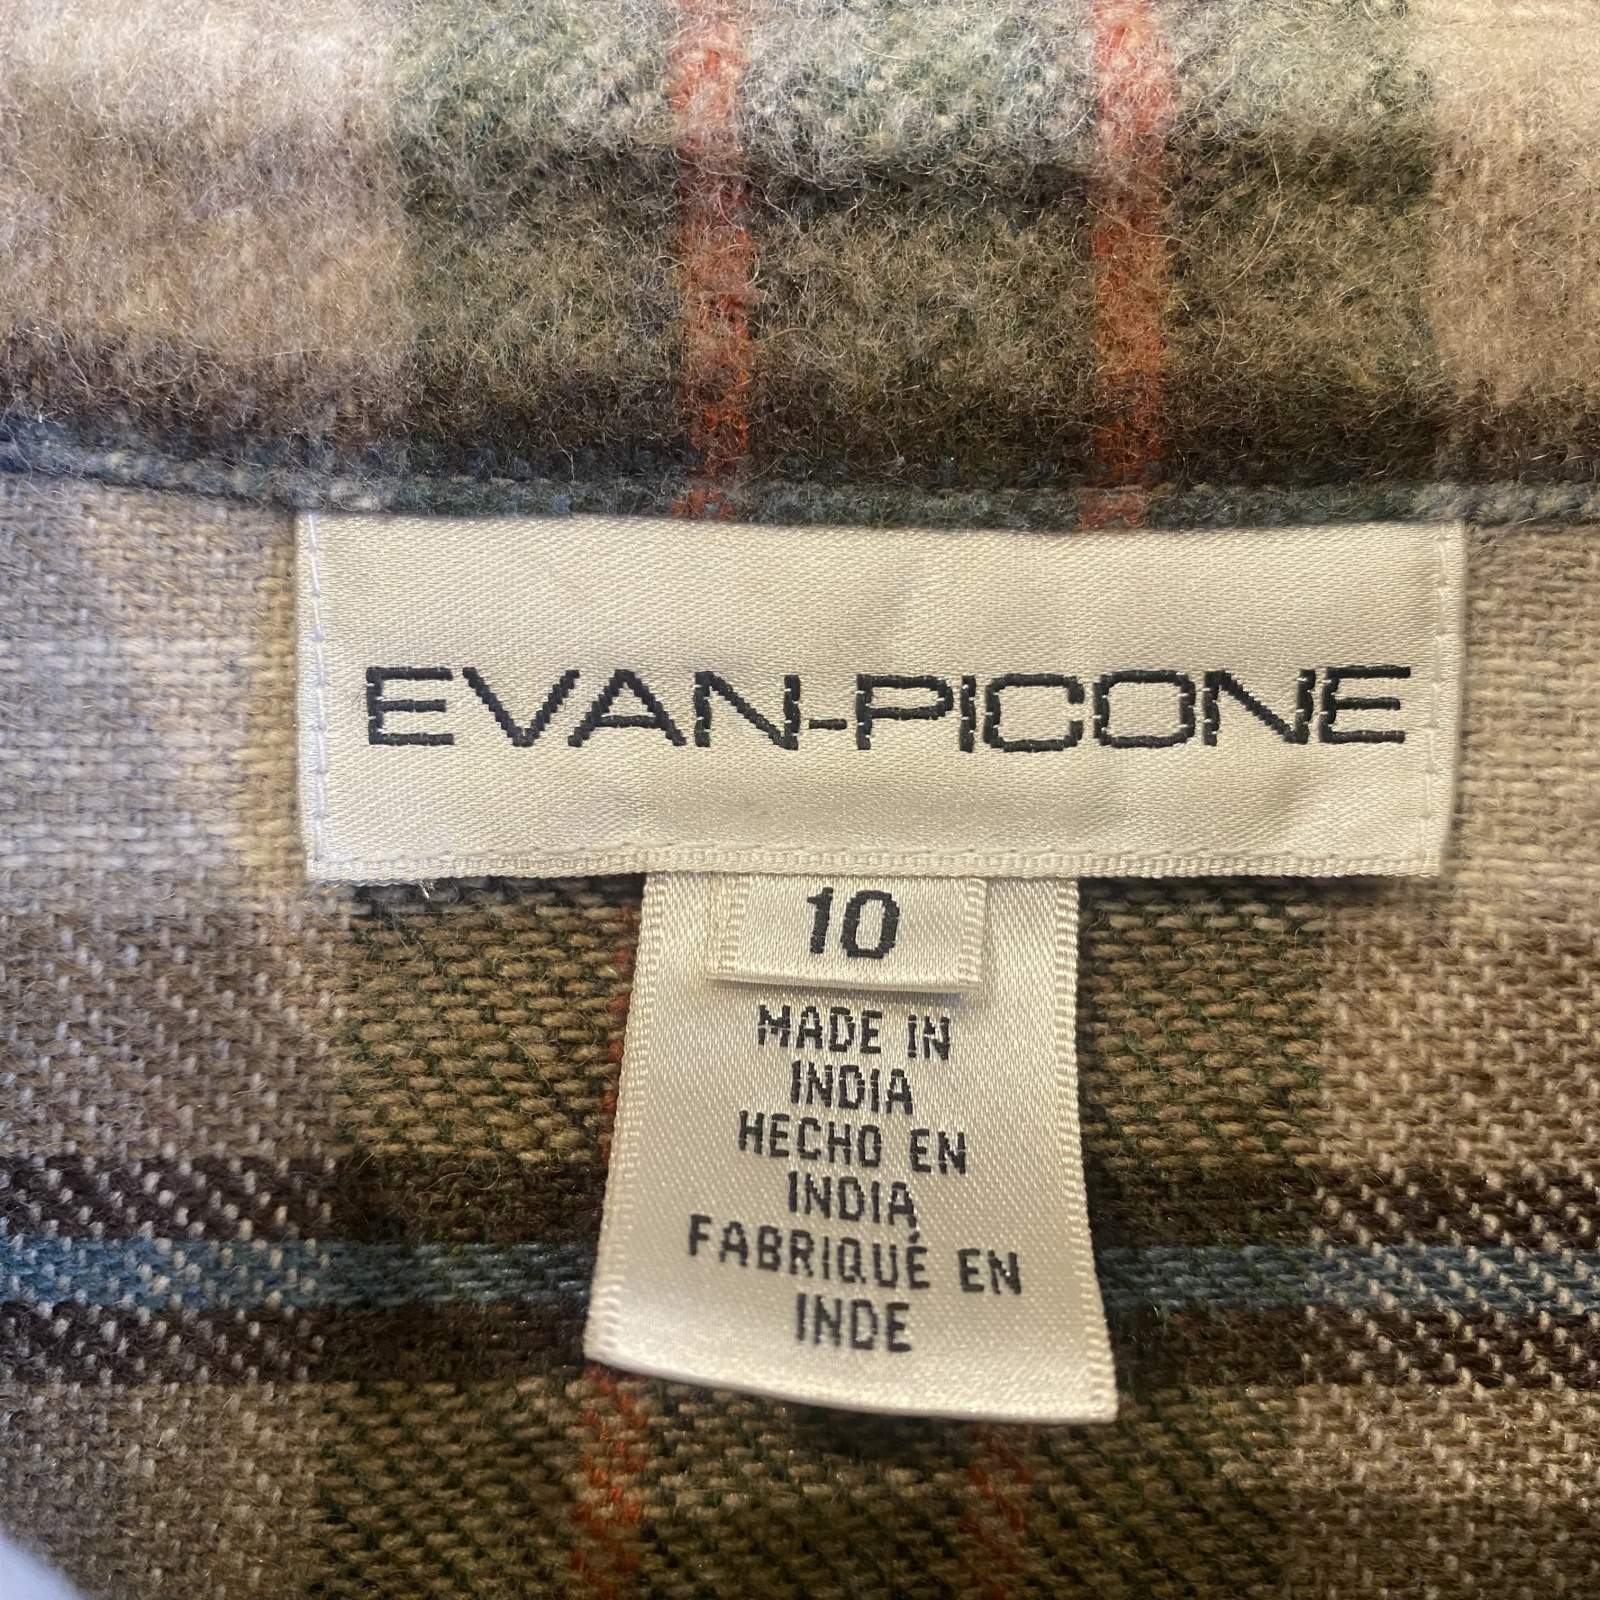 EVAN-PICONE
10
MADE IN
INDIA
HECHO EN
INDIA
FABRIQUÉ EN
INDE